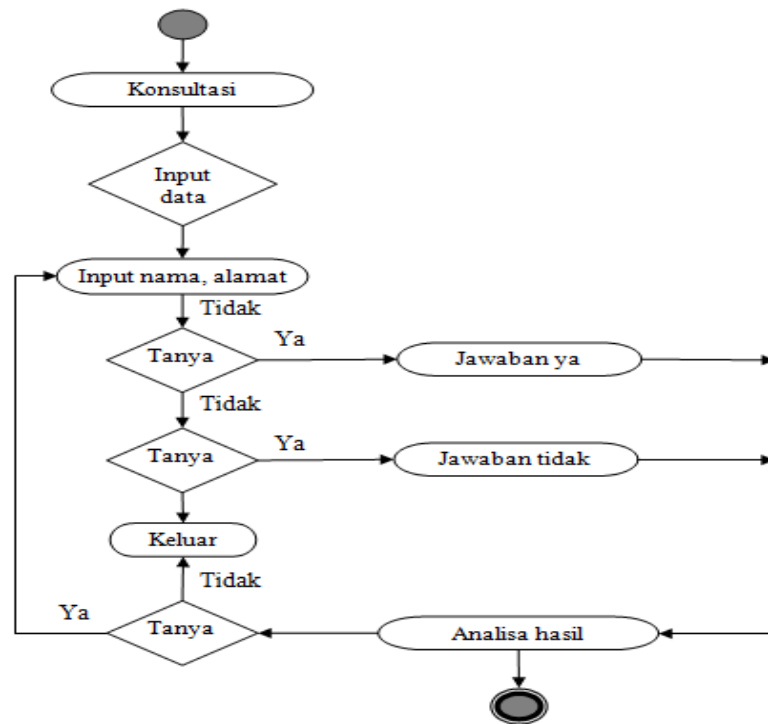 Konsultasi
Input
data
Input nama, alamat
Tidak
Tanya
Ya
Jawaban ya
Tidak
Tanya
Ya
Jawaban tidak
Keluar
Tidak
Ya
Tanya
Analisa hasil